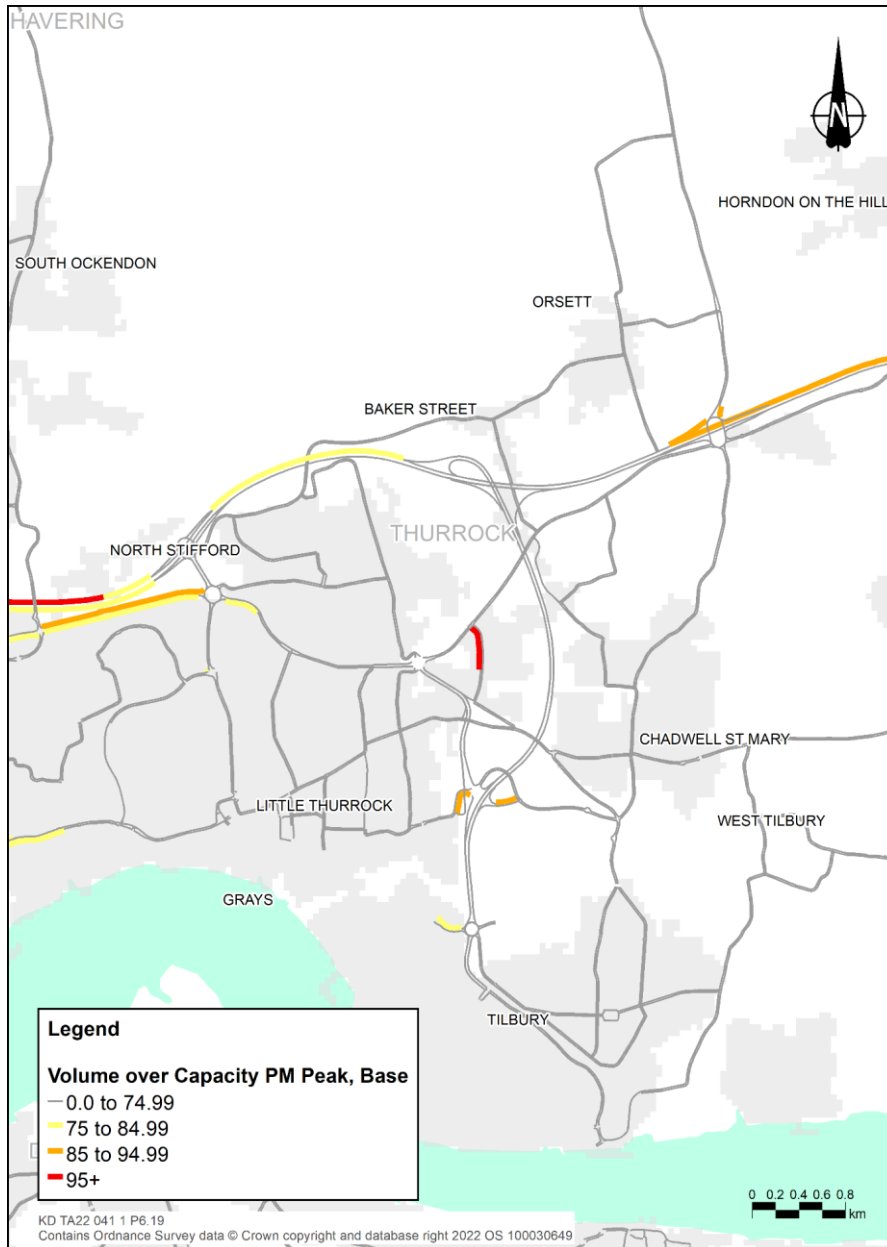 HAVERING
N
HORNDON ON THE HILL
SOUTH OCKENDON
ORSETT
BAKER STREET
THURROCK
NORTH STIFFORD
CHADWELL ST MARY
LITTLE THURROCK
WEST TILBURY
GRAYS
TILBURY
Legend
Volume over Capacity PM Peak, Base
0.0 to 74.99
75 to 84.99
85 to 94.99
95+
0 0.2 0.4 0.6 0.8
km
KD TA22 041 1 P6.19
Contains Ordnance Survey data © Crown copyright and database right 2022 OS 100030649